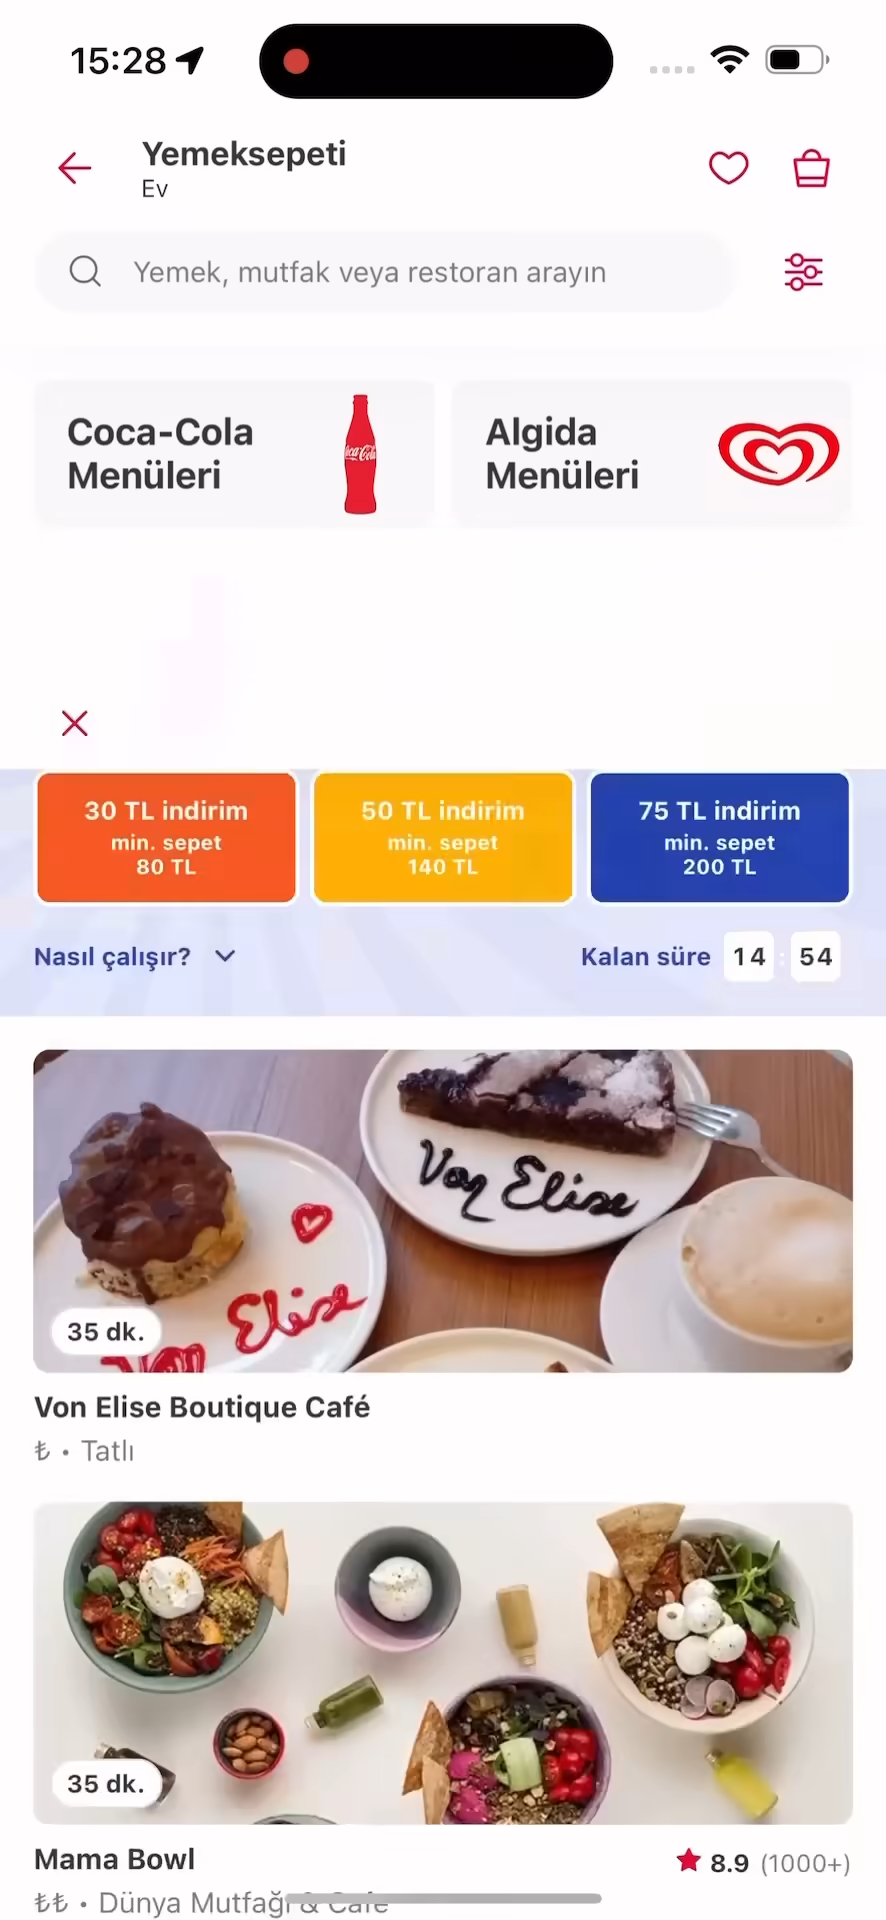 15:28
Yemeksepeti
Ev
Yemek, mutfak veya restoran arayın
Coca-Cola
Menüleri
Coca-Cola
Algida
Menüleri
30 TL indirim
min. sepet
80 TL
50 TL indirim
min. sepet
140 TL
75 TL indirim
min. sepet
200 TL
Nasıl çalışır?
Kalan süre 14 : 54
Von Elise
Von Elise
35 dk.
Von Elise Boutique Café
₺ • Tatlı
35 dk.
Mama Bowl
8.9 (1000+)
₺₺ • Dünya Mutfağı & Cafe